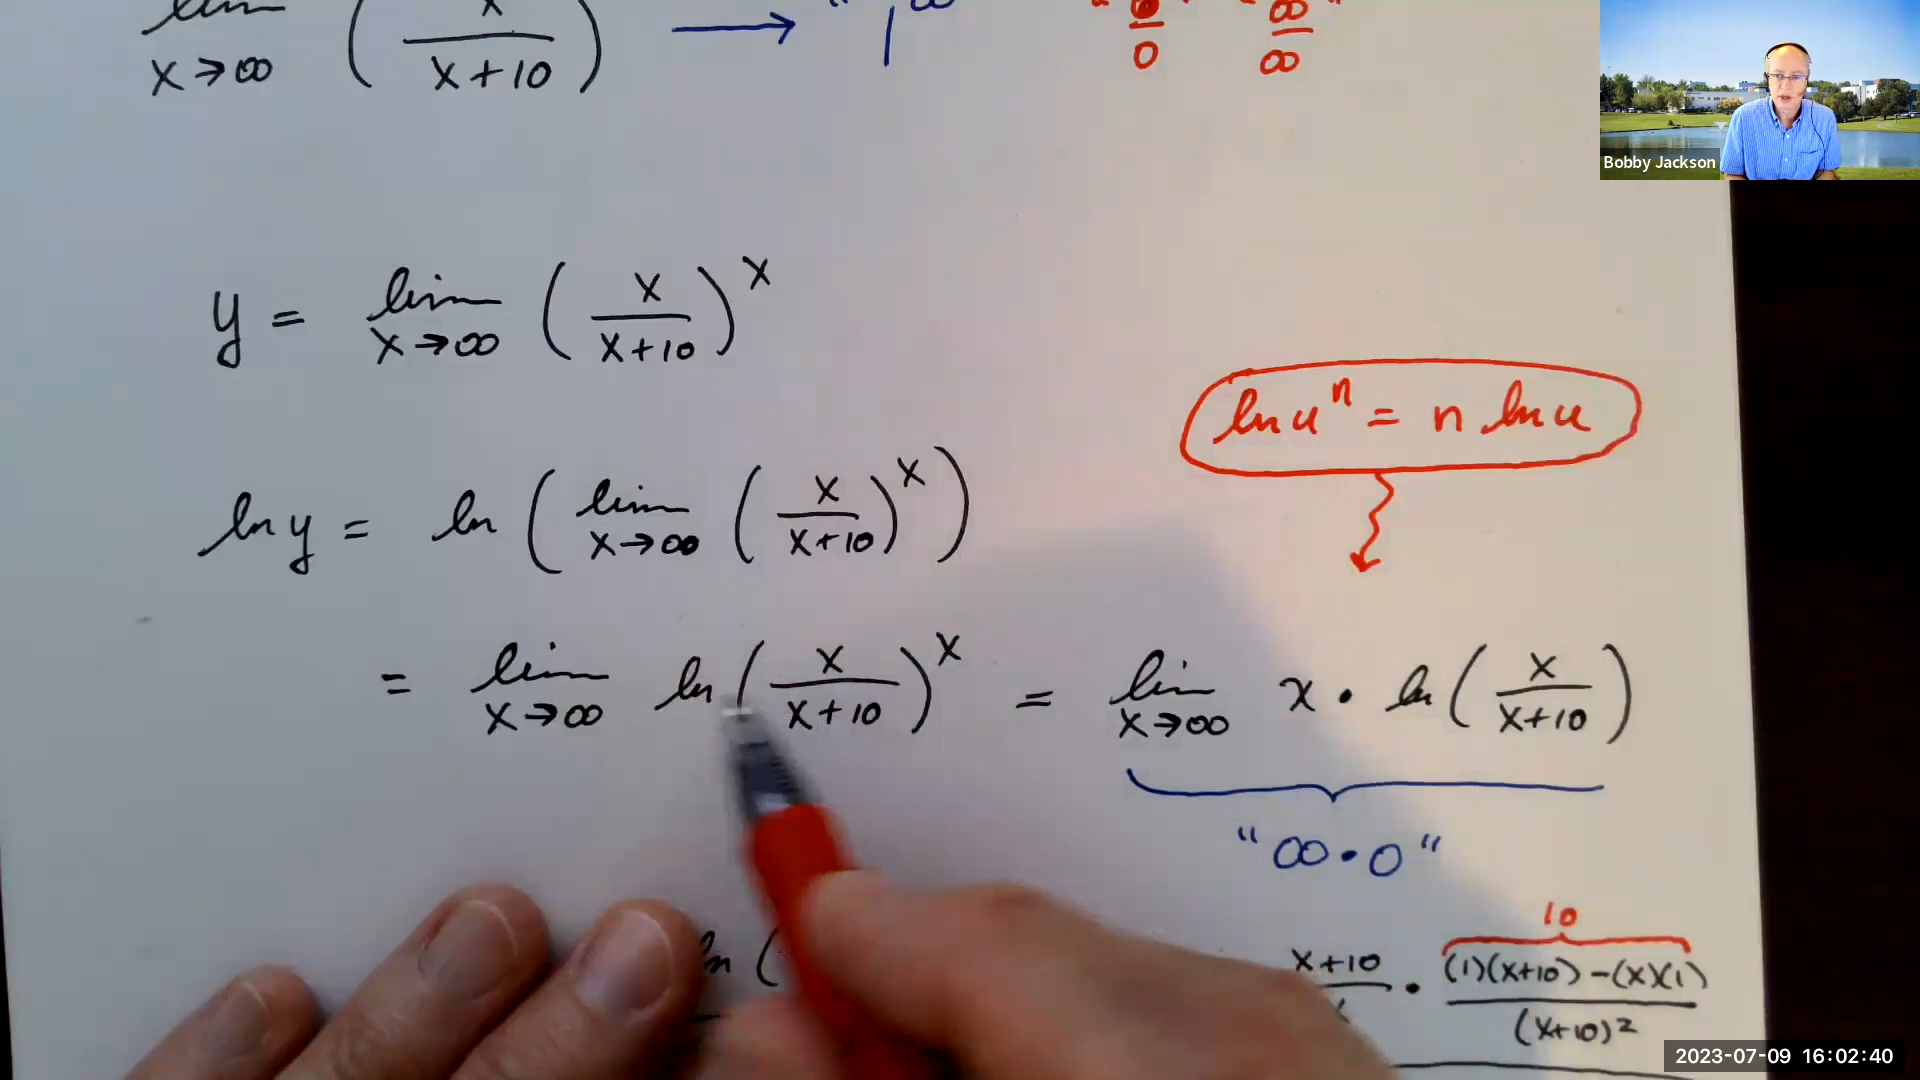 lim x→∞ ( x / x+10 ) → " 1^∞ " " 0/0 " " ∞/∞ "
Bobby Jackson
y = lim x→∞ ( x / x+10 )^x
ln u^n = n ln u
ln y = ln ( lim x→∞ ( x / x+10 )^x )
= lim x→∞ ln ( x / x+10 )^x = lim x→∞ x • ln ( x / x+10 )
" ∞ • 0 "
10
ln ( x+10 • (1)(x+10) – (x)(1) / (x+10)^2
2023-07-09 16:02:40